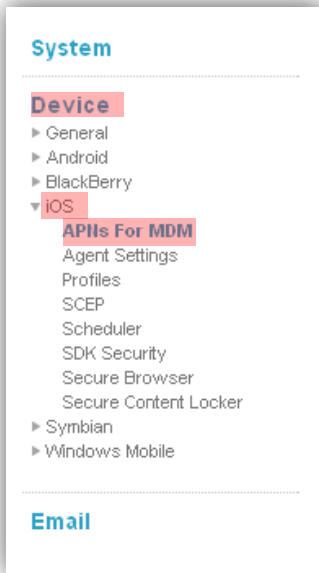 System
Device
General
Android
BlackBerry
iOS
APNs For MDM
Agent Settings
Profiles
SCEP
Scheduler
SDK Security
Secure Browser
Secure Content Locker
Symbian
Windows Mobile
Email